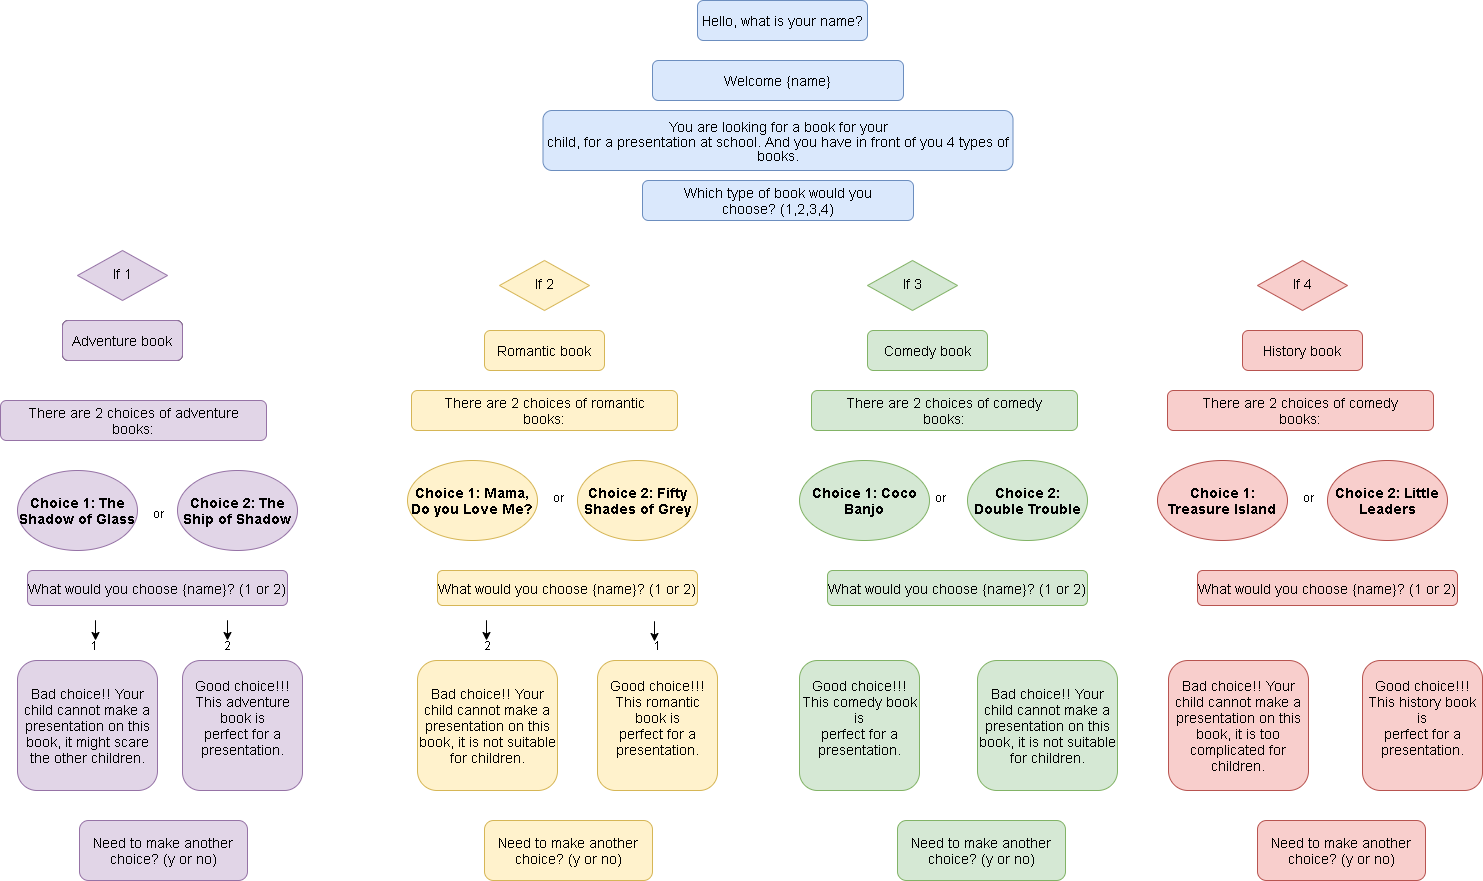 Hello, what is your name?
Welcome {name}
You are looking for a book for your
child, for a presentation at school. And you have in front of you 4 types of
books.
Which type of book would you
choose? (1,2,3,4)
If 1
Adventure book
There are 2 choices of adventure
books:
Choice 1: The
Shadow of Glass
or
Choice 2: The
Ship of Shadow
What would you choose {name}? (1 or 2)
1
2
Bad choice!! Your
child cannot make a
presentation on this
book, it might scare
the other children.
Good choice!!!
This adventure
book is
perfect for a
presentation.
Need to make another
choice? (y or no)
If 2
Romantic book
There are 2 choices of romantic
books:
Choice 1: Mama,
Do you Love Me?
or
Choice 2: Fifty
Shades of Grey
What would you choose {name}? (1 or 2)
2
1
Bad choice!! Your
child cannot make a
presentation on this
book, it is not suitable
for children.
Good choice!!!
This romantic
book is
perfect for a
presentation.
Need to make another
choice? (y or no)
If 3
Comedy book
There are 2 choices of comedy
books:
Choice 1: Coco
Banjo
or
Choice 2:
Double Trouble
What would you choose {name}? (1 or 2)
Good choice!!!
This comedy book
is
perfect for a
presentation.
Bad choice!! Your
child cannot make a
presentation on this
book, it is not suitable
for children.
Need to make another
choice? (y or no)
If 4
History book
There are 2 choices of comedy
books:
Choice 1:
Treasure Island
or
Choice 2: Little
Leaders
What would you choose {name}? (1 or 2)
Bad choice!! Your
child cannot make a
presentation on this
book, it is too
complicated for
children.
Good choice!!!
This history book
is
perfect for a
presentation.
Need to make another
choice? (y or no)